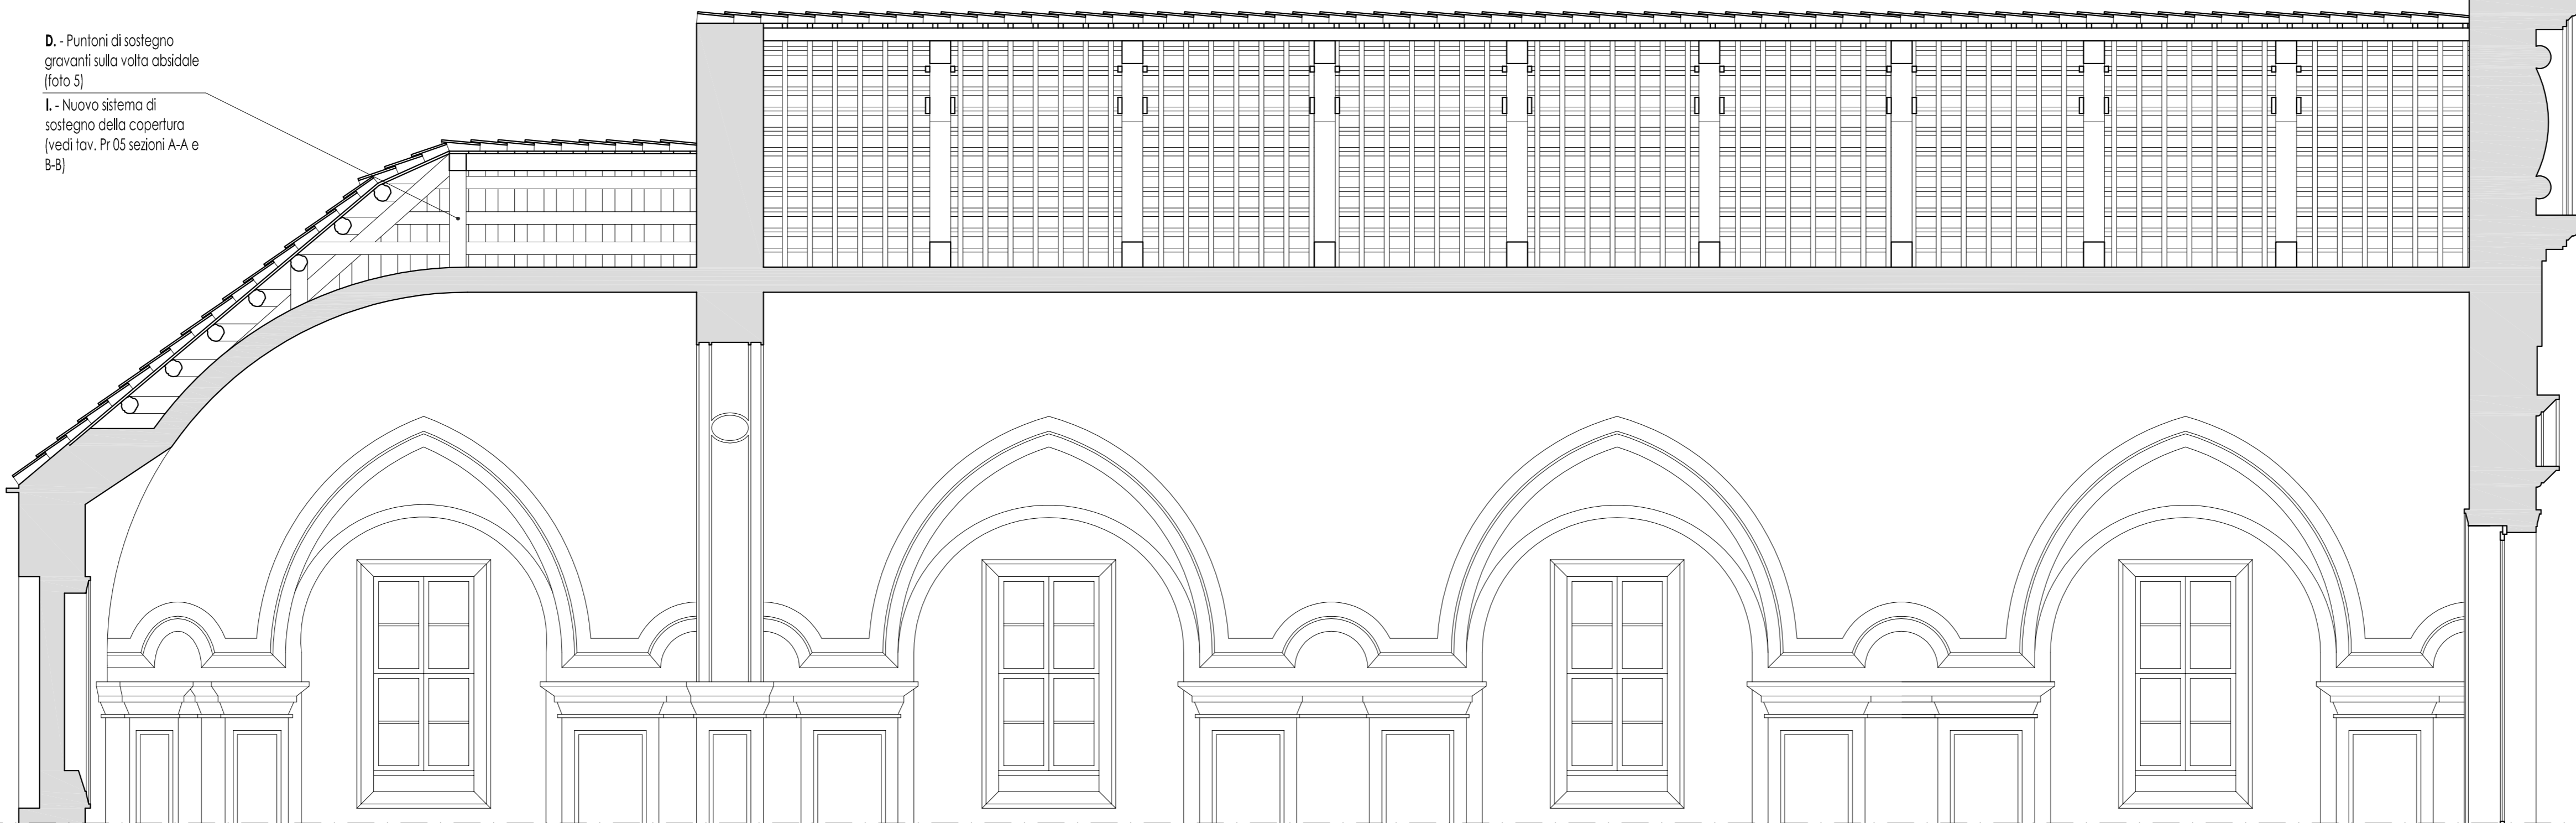 D. - Puntoni di sostegno
gravanti sulla volta absidale
(foto 5)
I. - Nuovo sistema di
sostegno della copertura
(vedi tav. Pr 05 sezioni A-A e
B-B)